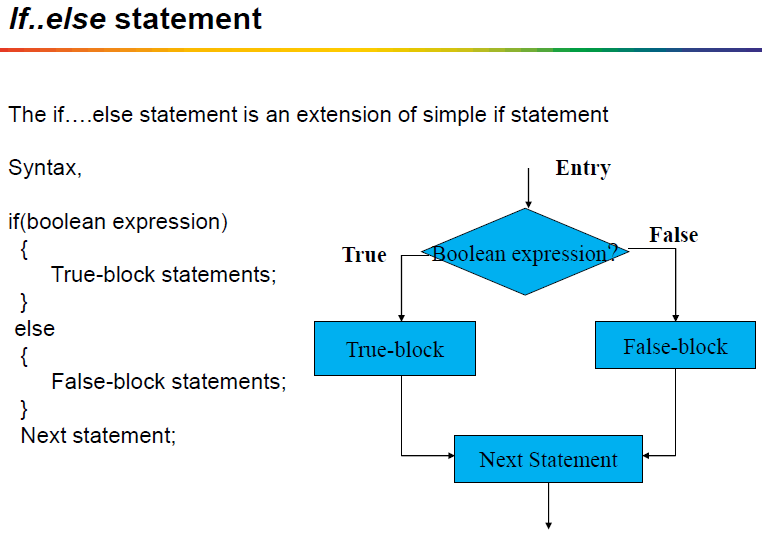 If..else statement
The if….else statement is an extension of simple if statement
Syntax,
if(boolean expression)
{
True-block statements;
}
else
{
False-block statements;
}
Next statement;
Entry
Boolean expression?
True
False
True-block
False-block
Next Statement